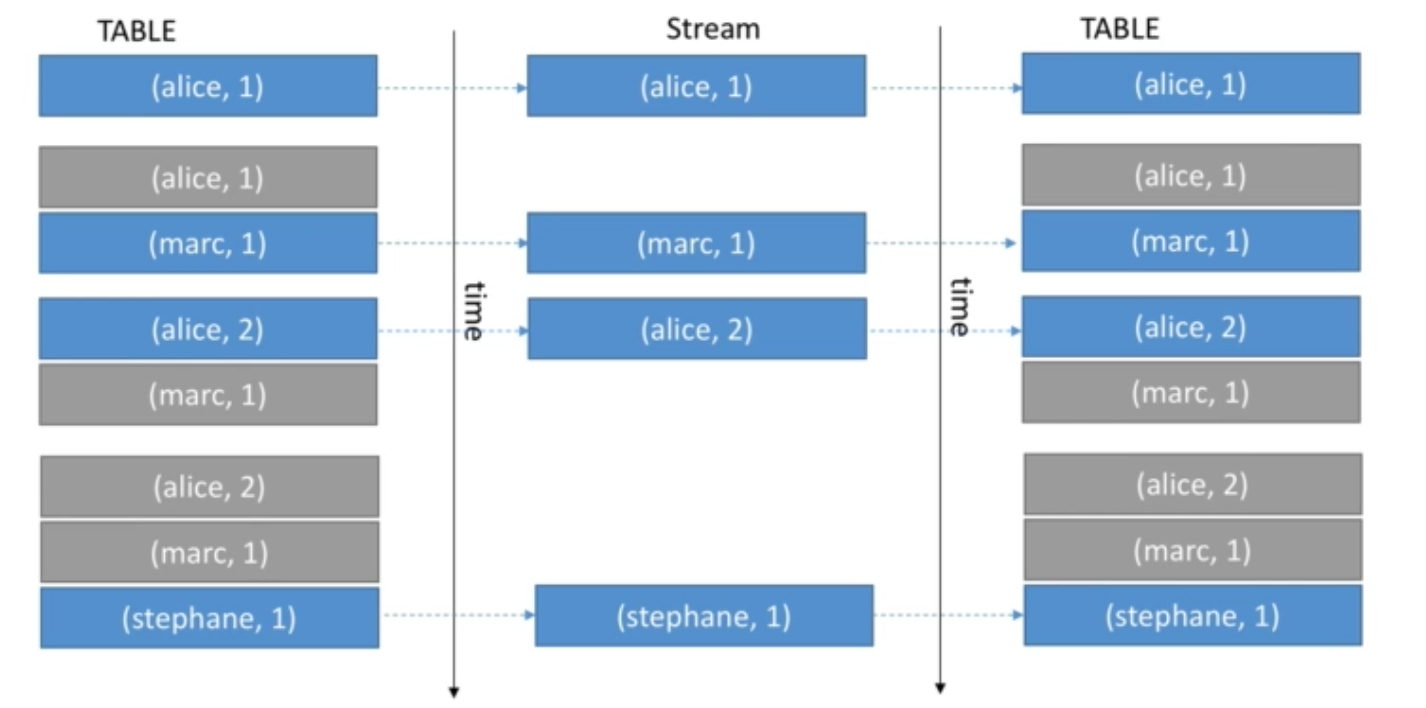 TABLE
Stream
TABLE
(alice, 1)
(alice, 1)
(alice, 1)
(alice, 1)
(alice, 1)
(marc, 1)
(marc, 1)
(marc, 1)
time
time
(alice, 2)
(alice, 2)
(alice, 2)
(marc, 1)
(marc, 1)
(alice, 2)
(alice, 2)
(marc, 1)
(marc, 1)
(stephane, 1)
(stephane, 1)
(stephane, 1)